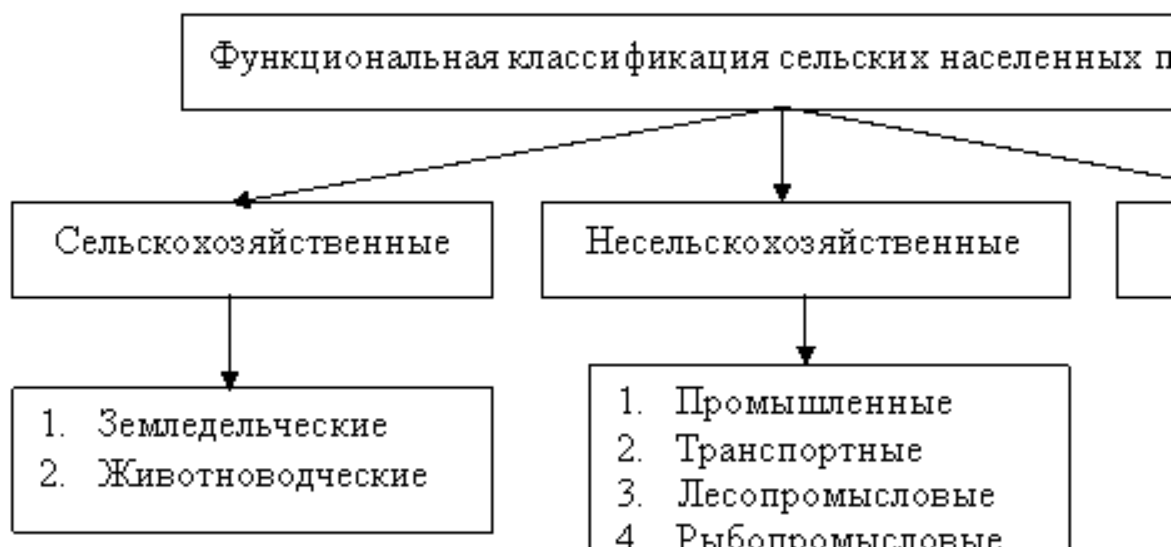 Функциональная классификация сельских населенных п
Сельскохозяйственные
Несельскохозяйственные
1. Земледельческие
2. Животноводческие
1. Промышленные
2. Транспортные
3. Лесопромысловые
4. Рыбопромысловые